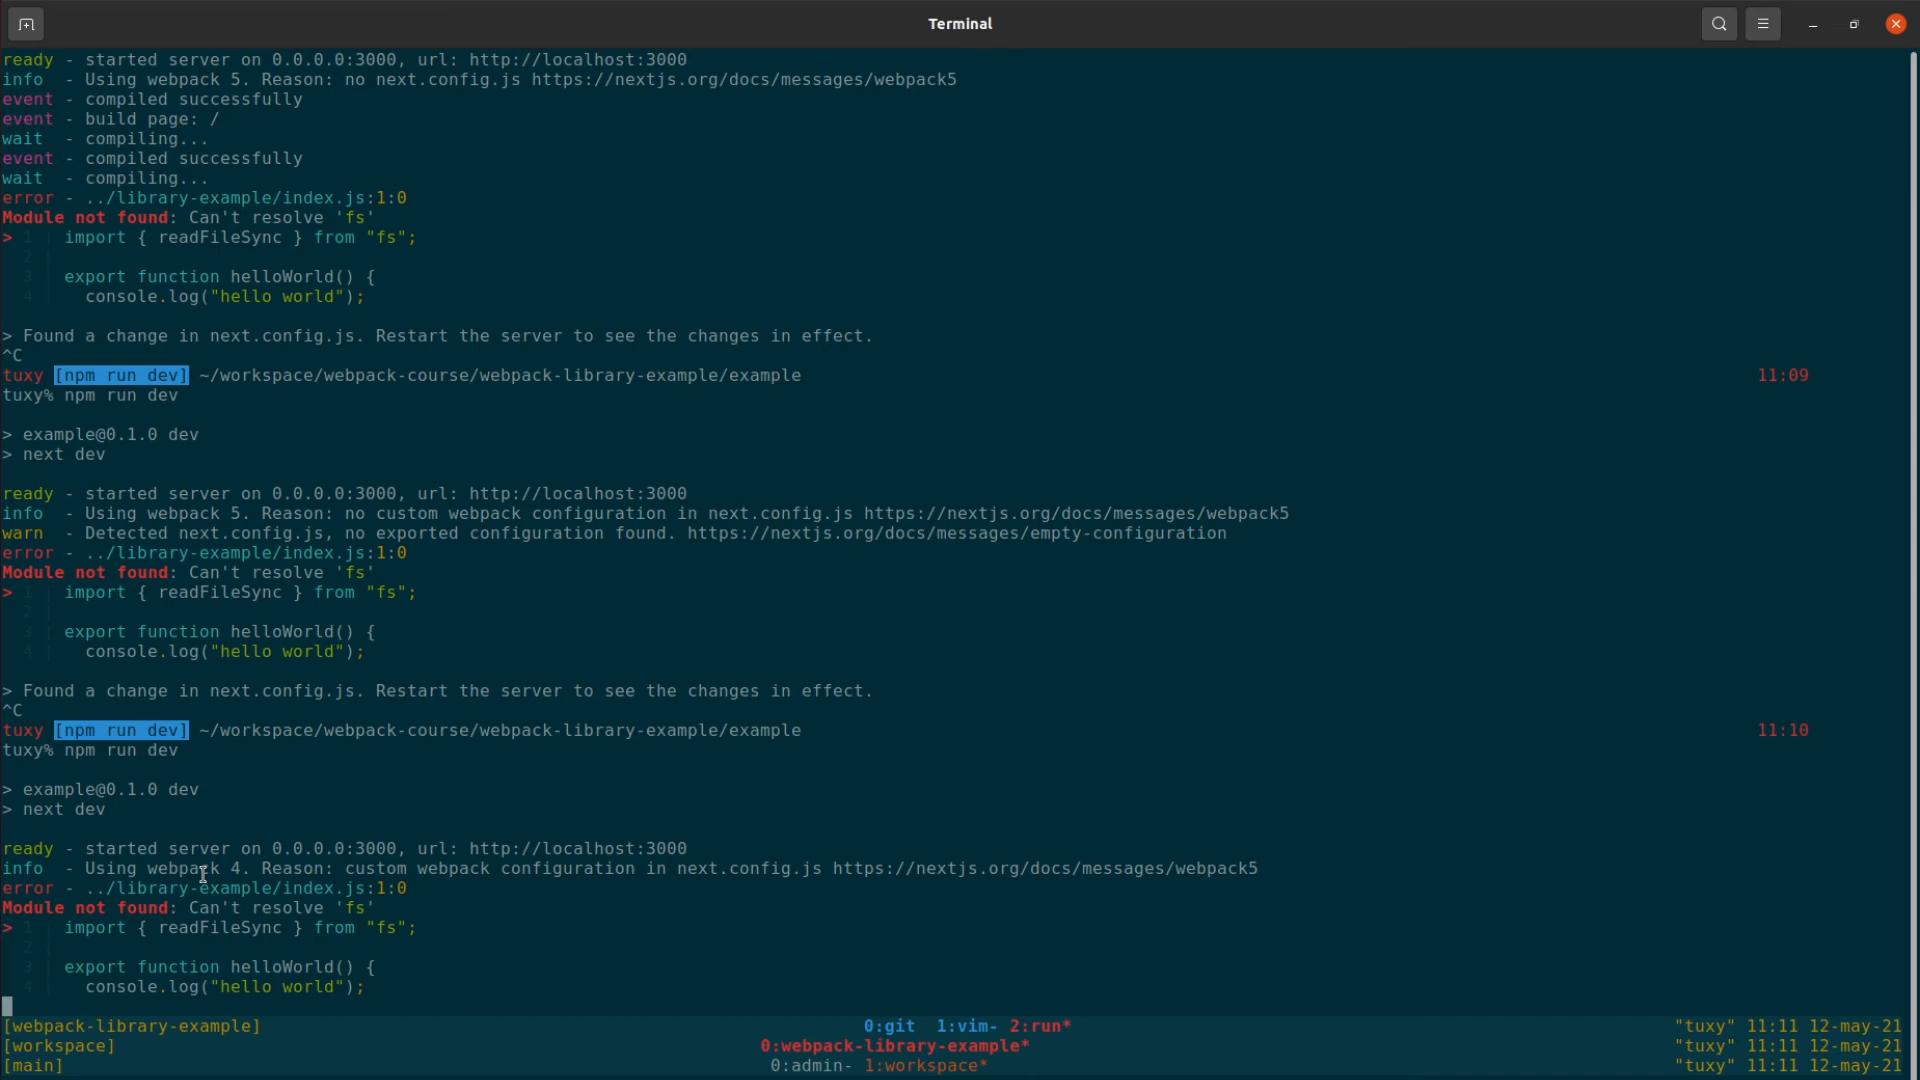 Terminal
ready - started server on 0.0.0.0:3000, url: http://localhost:3000
info  - Using webpack 5. Reason: no next.config.js https://nextjs.org/docs/messages/webpack5
event - compiled successfully
event - build page: /
wait  - compiling...
event - compiled successfully
wait  - compiling...
error - ../library-example/index.js:1:0
Module not found: Can't resolve 'fs'
> 1 | import { readFileSync } from "fs";
  2 |
  3 | export function helloWorld() {
  4 |   console.log("hello world");
> Found a change in next.config.js. Restart the server to see the changes in effect.
^C
tuxy [npm run dev] ~/workspace/webpack-course/webpack-library-example/example 11:09
tuxy% npm run dev
> example@0.1.0 dev
> next dev
ready - started server on 0.0.0.0:3000, url: http://localhost:3000
info  - Using webpack 5. Reason: no custom webpack configuration in next.config.js https://nextjs.org/docs/messages/webpack5
warn  - Detected next.config.js, no exported configuration found. https://nextjs.org/docs/messages/empty-configuration
error - ../library-example/index.js:1:0
Module not found: Can't resolve 'fs'
> 1 | import { readFileSync } from "fs";
  2 |
  3 | export function helloWorld() {
  4 |   console.log("hello world");
> Found a change in next.config.js. Restart the server to see the changes in effect.
^C
tuxy [npm run dev] ~/workspace/webpack-course/webpack-library-example/example 11:10
tuxy% npm run dev
> example@0.1.0 dev
> next dev
ready - started server on 0.0.0.0:3000, url: http://localhost:3000
info  - Using webpack 4. Reason: custom webpack configuration in next.config.js https://nextjs.org/docs/messages/webpack5
error - ../library-example/index.js:1:0
Module not found: Can't resolve 'fs'
> 1 | import { readFileSync } from "fs";
  2 |
  3 | export function helloWorld() {
  4 |   console.log("hello world");
[webpack-library-example] 0:git  1:vim- 2:run* "tuxy" 11:11 12-may-21
[workspace] 0:webpack-library-example* "tuxy" 11:11 12-may-21
[main] 0:admin- 1:workspace* "tuxy" 11:11 12-may-21